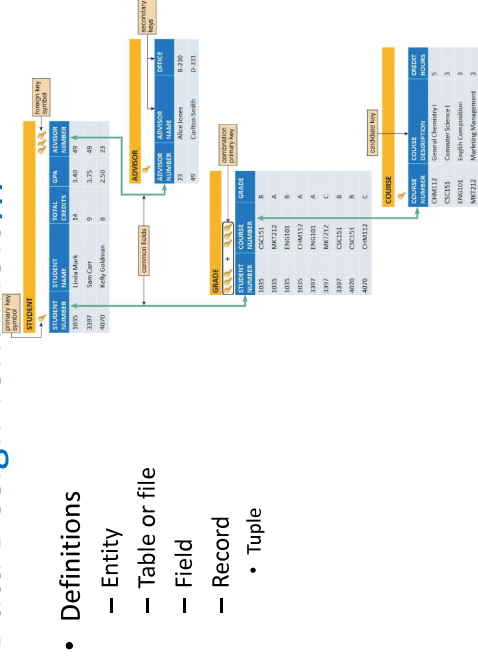 • Definitions
– Entity
– Table or file
– Field
– Record
• Tuple
primary key symbol
foreign key symbol
STUDENT
STUDENT NUMBER STUDENT NAME TOTAL CREDITS GPA ADVISOR NUMBER
1035 Linda Mark 14 3.40 49
3397 Sam Carr 9 3.75 49
4070 Kelly Goldman 8 2.50 23
common fields
secondary keys
ADVISOR
ADVISOR NUMBER ADVISOR NAME OFFICE
23 Alice Jones B-230
49 Carlton Smith D-331
combination primary key
GRADE
+
STUDENT NUMBER COURSE NUMBER GRADE
1035 CSC151 B
1035 MKT212 A
1035 ENG101 B
1035 CHM112 A
3397 ENG101 A
3397 MKT212 C
3397 CSC151 B
4070 CSC151 B
4070 CHM112 C
candidate key
COURSE
COURSE NUMBER COURSE DESCRIPTION CREDIT HOURS
CHM112 General Chemistry I 5
CSC151 Computer Science I 3
ENG101 English Composition 3
MKT212 Marketing Management 3